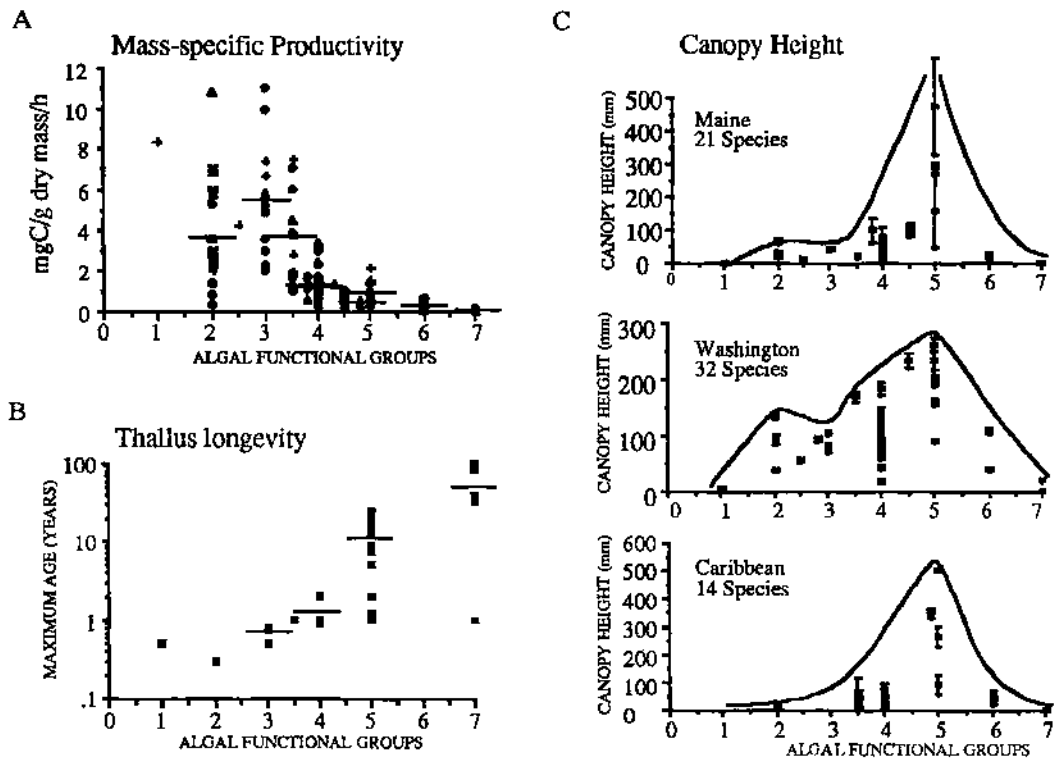 A
Mass-specific Productivity
mgC/g dry mass/h
12
10
8
6
4
2
0
0 1 2 3 4 5 6 7
ALGAL FUNCTIONAL GROUPS
B
Thallus longevity
MAXIMUM AGE (YEARS)
100
10
1
.1
0 1 2 3 4 5 6 7
ALGAL FUNCTIONAL GROUPS
C
Canopy Height
CANOPY HEIGHT (mm)
500
400
300
200
100
0
Maine
21 Species
0 1 2 3 4 5 6 7
CANOPY HEIGHT (mm)
300
200
100
0
Washington
32 Species
0 1 2 3 4 5 6 7
CANOPY HEIGHT (mm)
600
500
400
300
200
100
0
Caribbean
14 Species
0 1 2 3 4 5 6 7
ALGAL FUNCTIONAL GROUPS